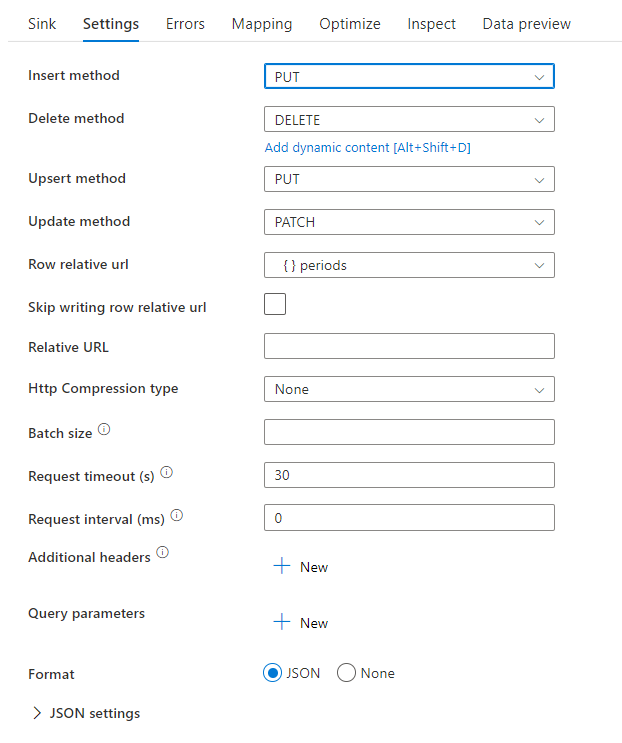 Sink Settings Errors Mapping Optimize Inspect Data preview
Insert method PUT
Delete method DELETE
Add dynamic content [Alt+Shift+D]
Upsert method PUT
Update method PATCH
Row relative url { } periods
Skip writing row relative url
Relative URL
Http Compression type None
Batch size
Request timeout (s) 30
Request interval (ms) 0
Additional headers
New
Query parameters
New
Format JSON None
JSON settings